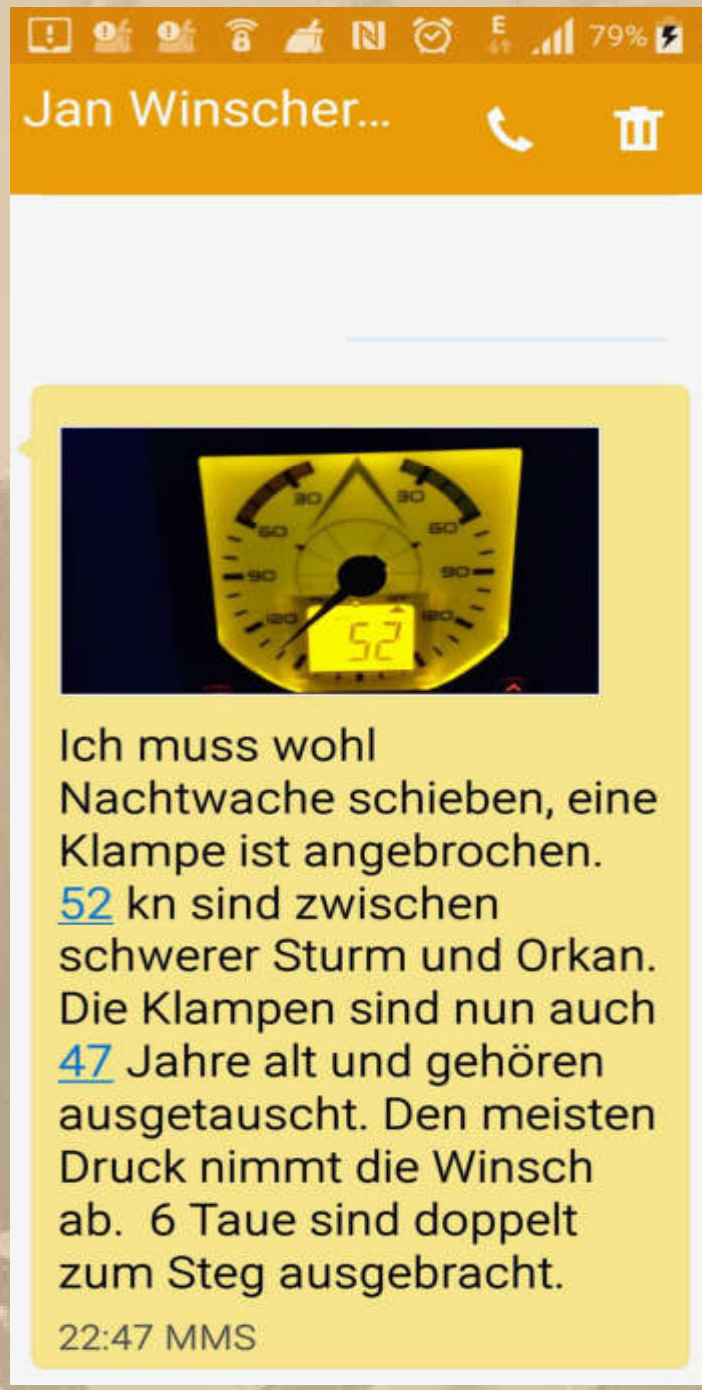 E 79%
Jan Winscher...
30 30
60 60
90 90
120 120
52
Ich muss wohl
Nachtwache schieben, eine
Klampe ist angebrochen.
52 kn sind zwischen
schwerer Sturm und Orkan.
Die Klampen sind nun auch
47 Jahre alt und gehören
ausgetauscht. Den meisten
Druck nimmt die Winsch
ab.  6 Taue sind doppelt
zum Steg ausgebracht.
22:47 MMS